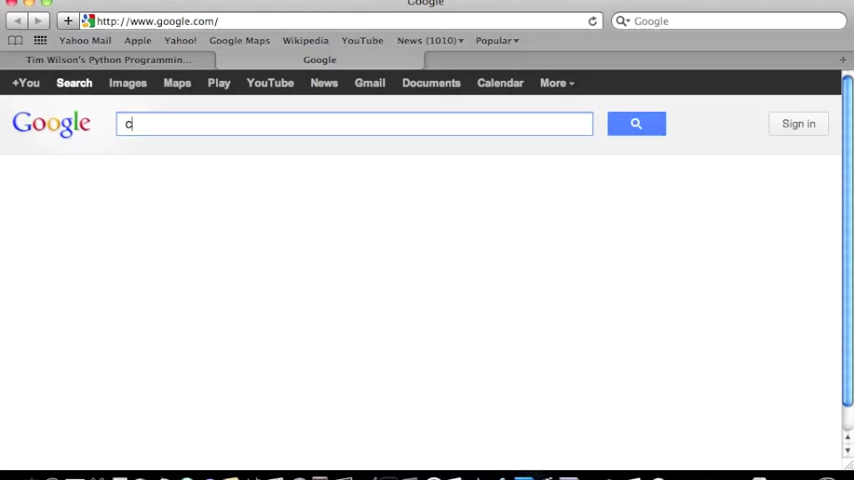 Google
http://www.google.com/
Google
Yahoo Mail Apple Yahoo! Google Maps Wikipedia YouTube News (1010) Popular
Tim Wilson's Python Programmin... Google
+You Search Images Maps Play YouTube News Gmail Documents Calendar More
Google c Sign in